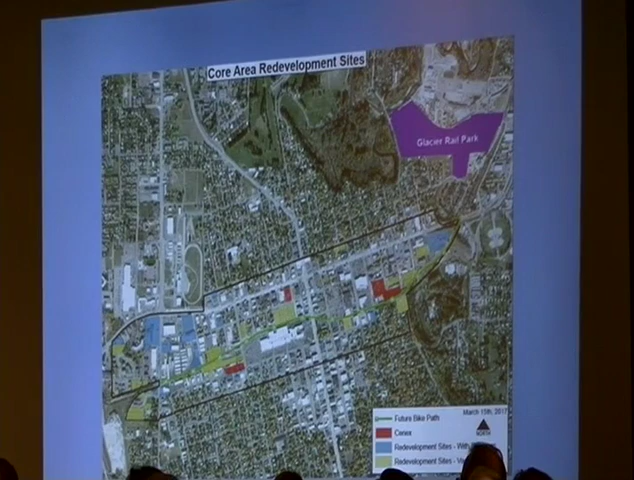 Core Area Redevelopment Sites
Glacier Rail Park
March 15th, 2017
NORTH
Future Bike Path
Cenex
Redevelopment Sites - With
Redevelopment Sites -